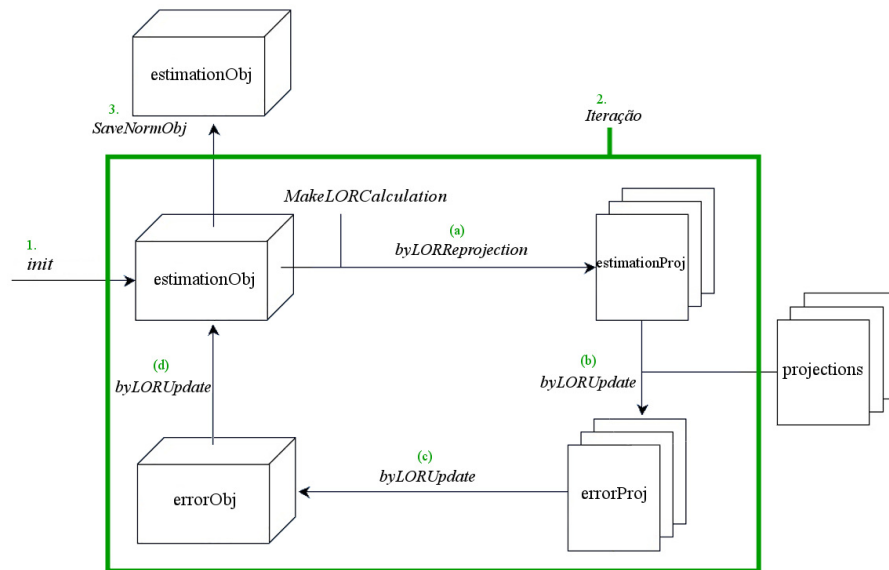 estimationObj
3.
SaveNormObj
2.
Iteração
MakeLORCalculation
1.
init
estimationObj
(a)
byLORReprojection
estimationProj
(d)
byLORUpdate
(b)
byLORUpdate
projections
errorObj
(c)
byLORUpdate
errorProj